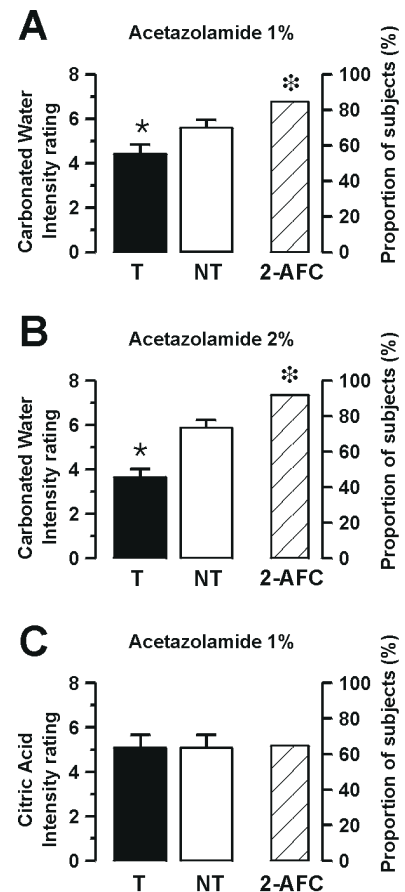 A
Acetazolamide 1%
Carbonated Water
Intensity rating
8
6
4
2
0
*
❉
100
80
60
40
20
0
Proportion of subjects (%)
T NT 2-AFC
B
Acetazolamide 2%
Carbonated Water
Intensity rating
8
6
4
2
0
*
❉
100
80
60
40
20
0
Proportion of subjects (%)
T NT 2-AFC
C
Acetazolamide 1%
Citric Acid
Intensity rating
8
6
4
2
0
100
80
60
40
20
0
Proportion of subjects (%)
T NT 2-AFC